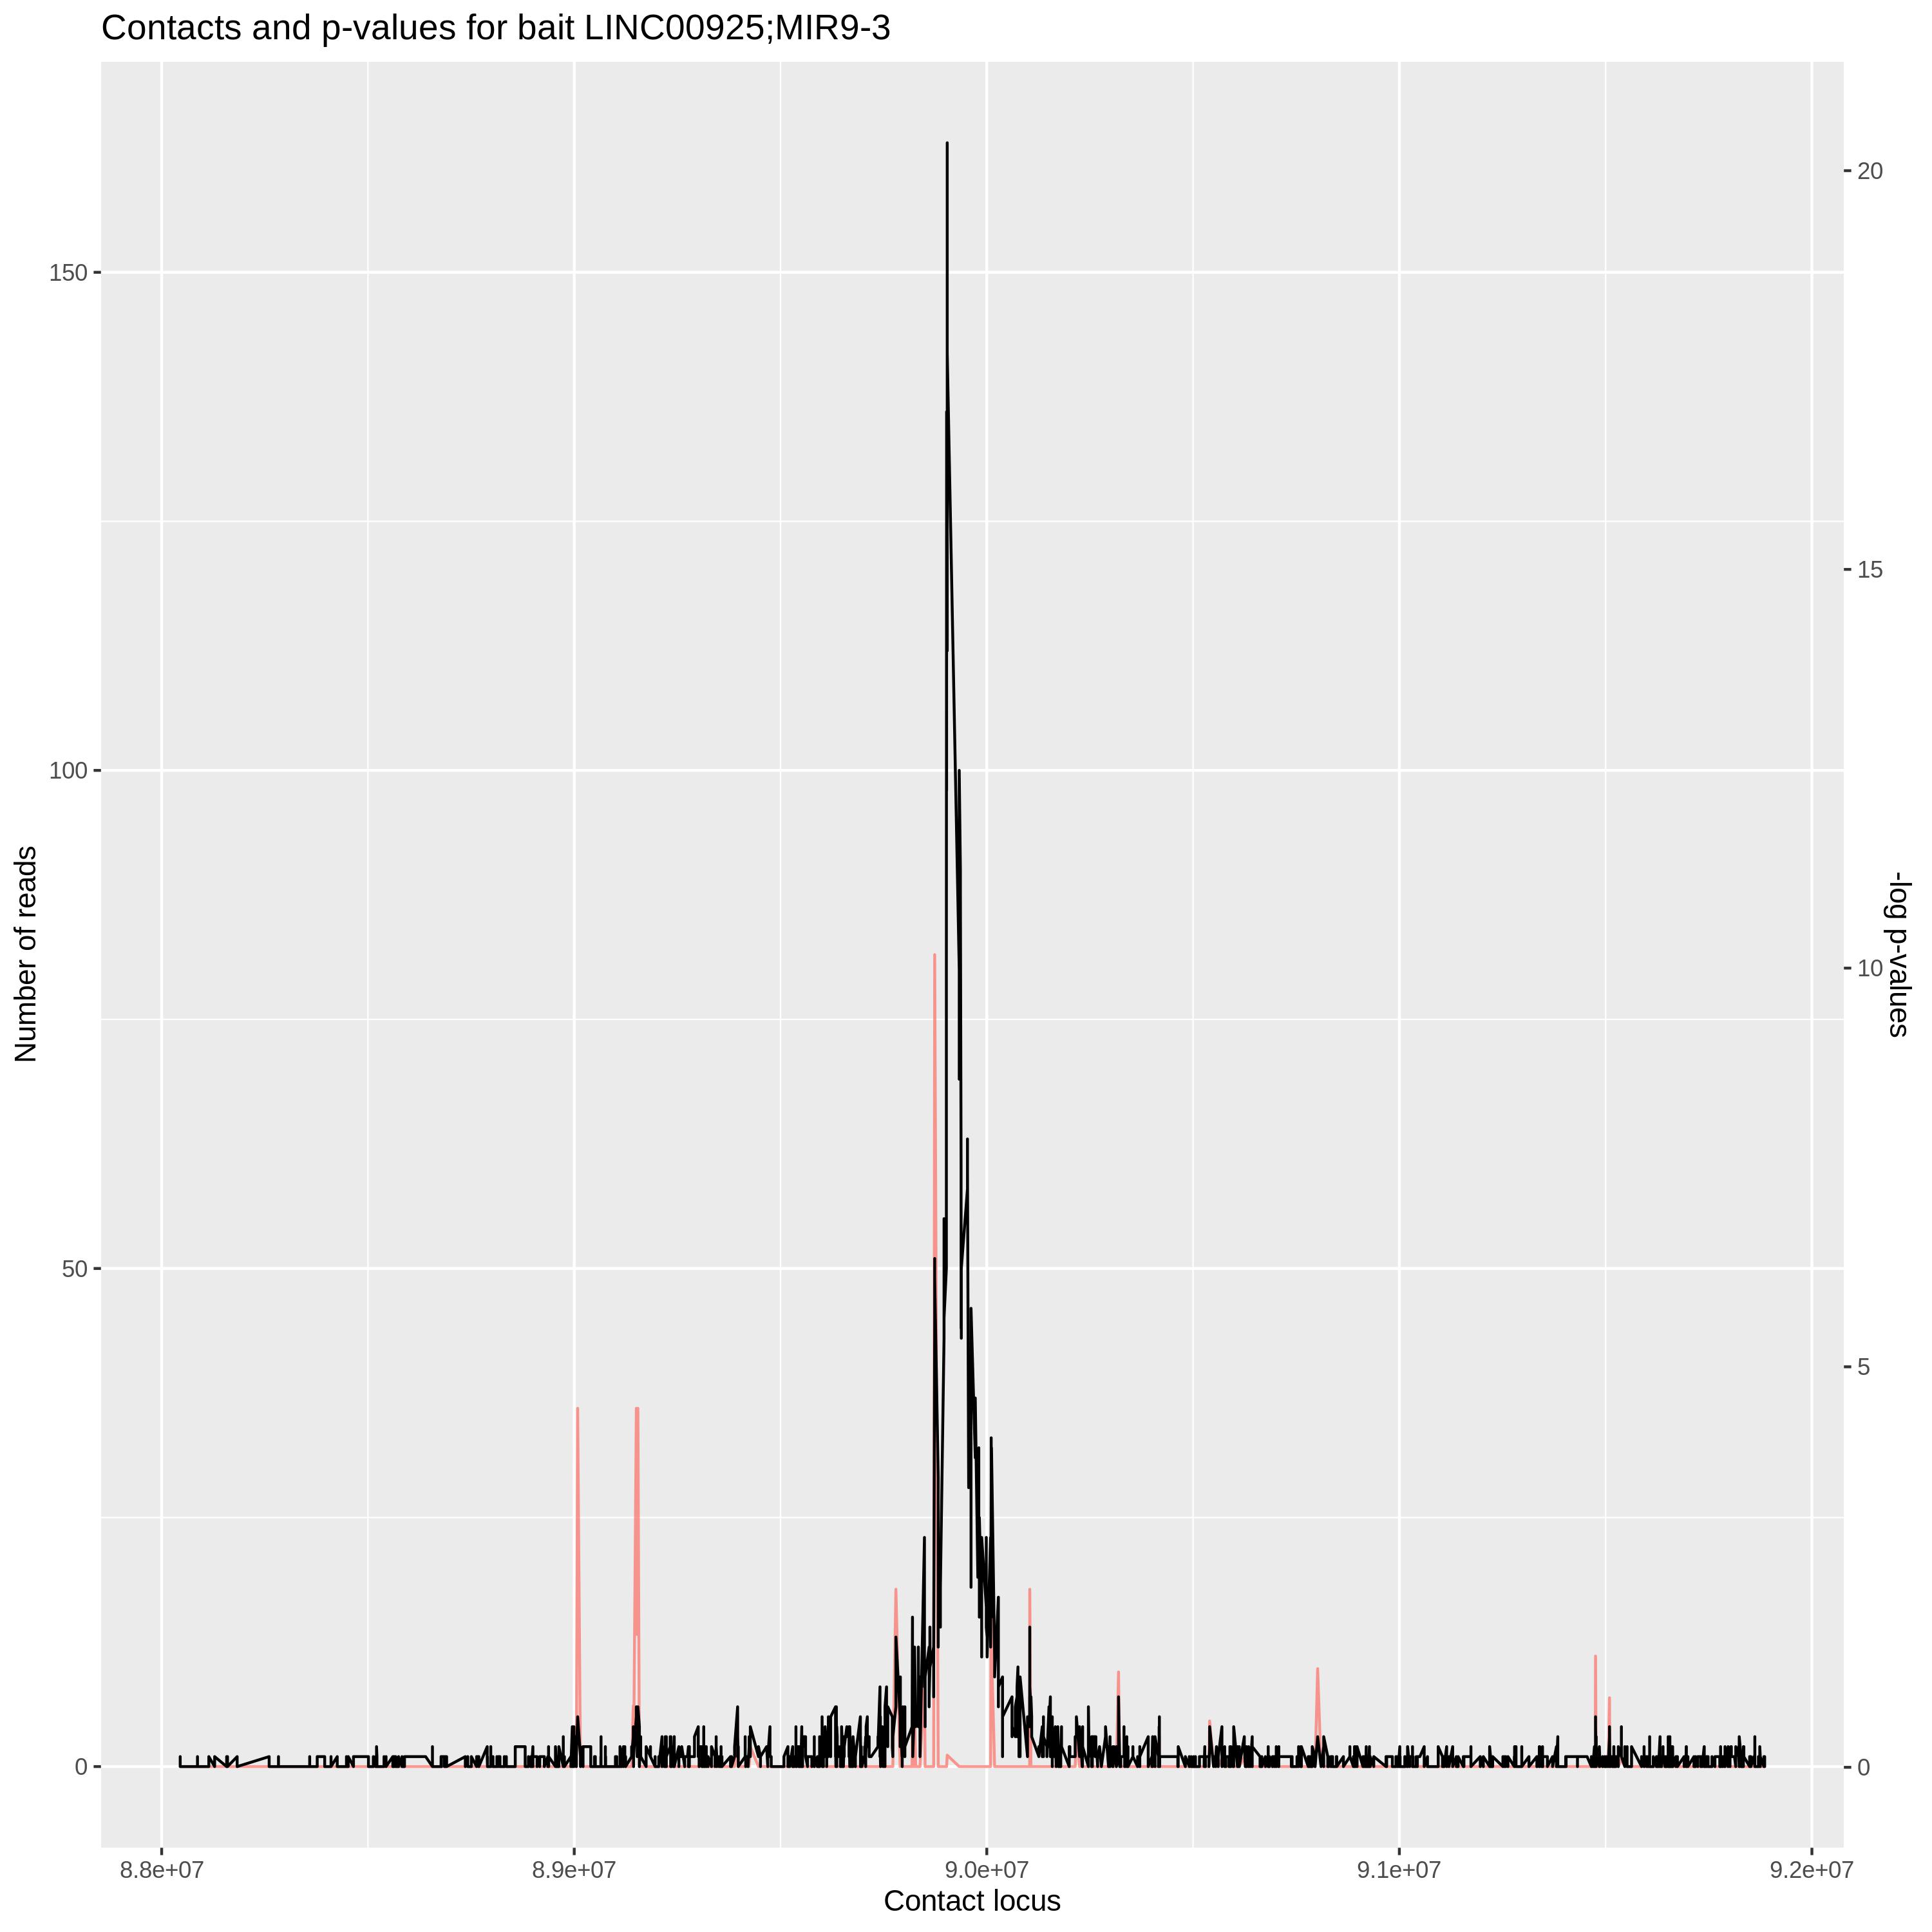 Contacts and p-values for bait LINC00925;MIR9-3
Number of reads
150
100
50
0
20
15
10
5
0
-log p-values
8.8e+07
8.9e+07
9.0e+07
9.1e+07
9.2e+07
Contact locus